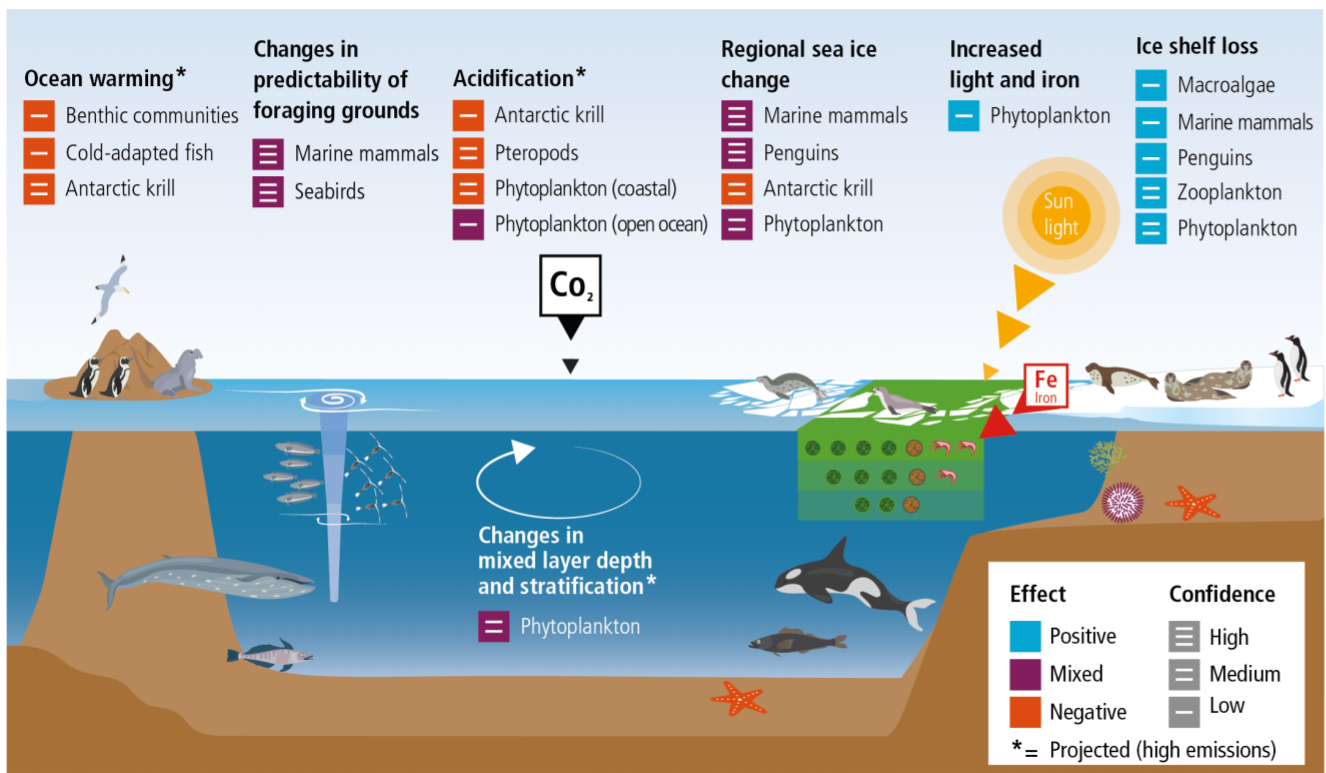 Ocean warming*
Benthic communities
Cold-adapted fish
Antarctic krill
Changes in
predictability of
foraging grounds
Marine mammals
Seabirds
Acidification*
Antarctic krill
Pteropods
Phytoplankton (coastal)
Phytoplankton (open ocean)
Regional sea ice
change
Marine mammals
Penguins
Antarctic krill
Phytoplankton
Increased
light and iron
Phytoplankton
Ice shelf loss
Macroalgae
Marine mammals
Penguins
Zooplankton
Phytoplankton
Sun
light
Co₂
Fe
Iron
Changes in
mixed layer depth
and stratification*
Phytoplankton
Effect
Positive
Mixed
Negative
Confidence
High
Medium
Low
*= Projected (high emissions)